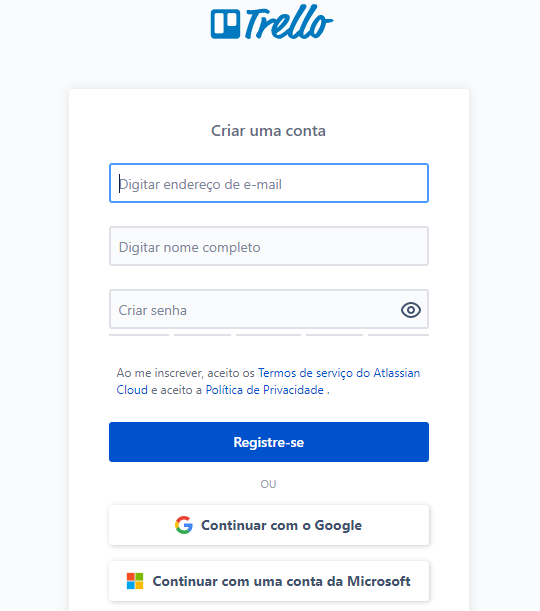 Trello
Criar uma conta
Digitar endereço de e-mail
Digitar nome completo
Criar senha
Ao me inscrever, aceito os Termos de serviço do Atlassian
Cloud e aceito a Política de Privacidade .
Registre-se
OU
Continuar com o Google
Continuar com uma conta da Microsoft